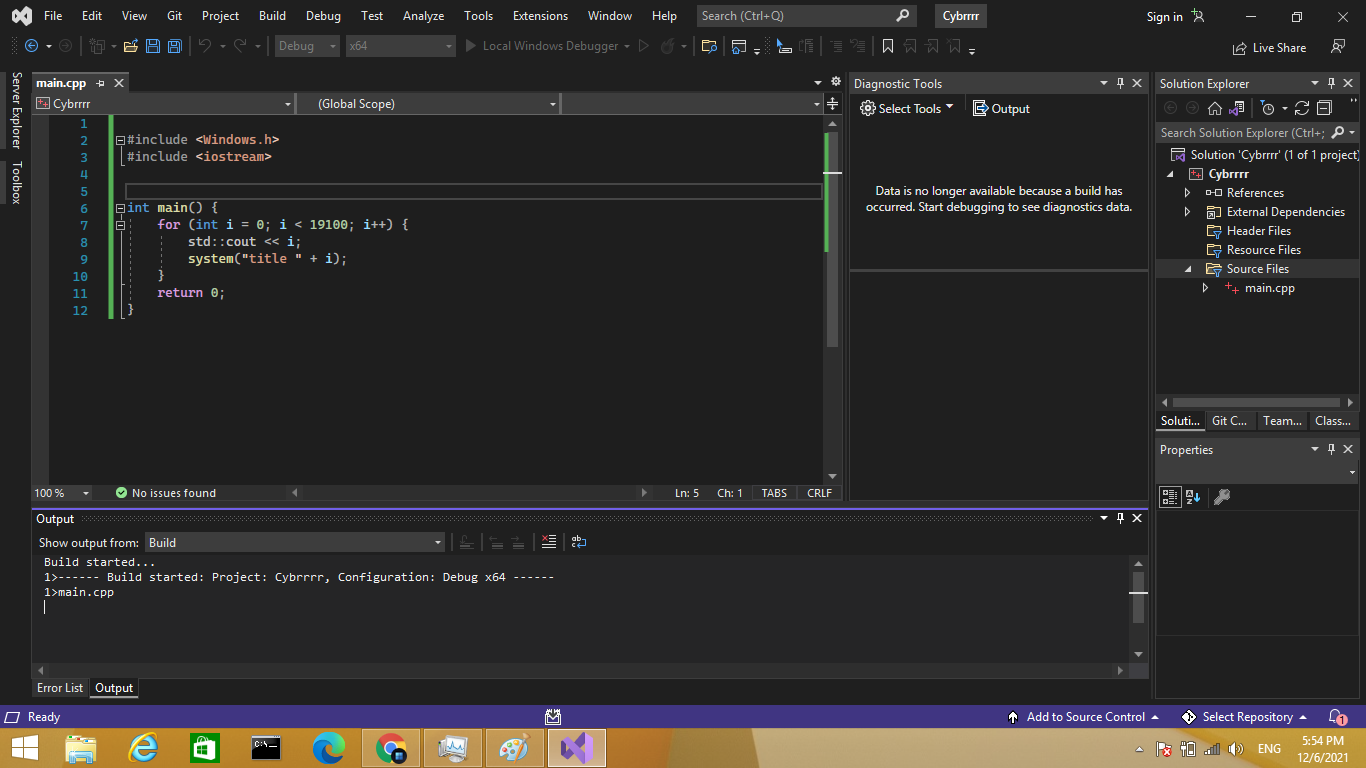 File Edit View Git Project Build Debug Test Analyze Tools Extensions Window Help Search (Ctrl+Q) Cybrrrr Sign in
Debug x64 Local Windows Debugger Live Share
Server Explorer
Toolbox
main.cpp
Cybrrrr (Global Scope)
1
2 #include <Windows.h>
3 #include <iostream>
4
5
6 int main() {
7 for (int i = 0; i < 19100; i++) {
8 std::cout << i;
9 system("title " + i);
10 }
11 return 0;
12 }
100 % No issues found Ln: 5 Ch: 1 TABS CRLF
Diagnostic Tools
Select Tools Output
Data is no longer available because a build has
occurred. Start debugging to see diagnostics data.
Solution Explorer
Search Solution Explorer (Ctrl+;
Solution 'Cybrrrr' (1 of 1 project)
Cybrrrr
References
External Dependencies
Header Files
Resource Files
Source Files
main.cpp
Soluti... Git C... Team... Class...
Properties
Output
Show output from: Build
Build started...
1>------ Build started: Project: Cybrrrr, Configuration: Debug x64 ------
1>main.cpp
Error List Output
Ready Add to Source Control Select Repository 1
ENG 5:54 PM
12/6/2021